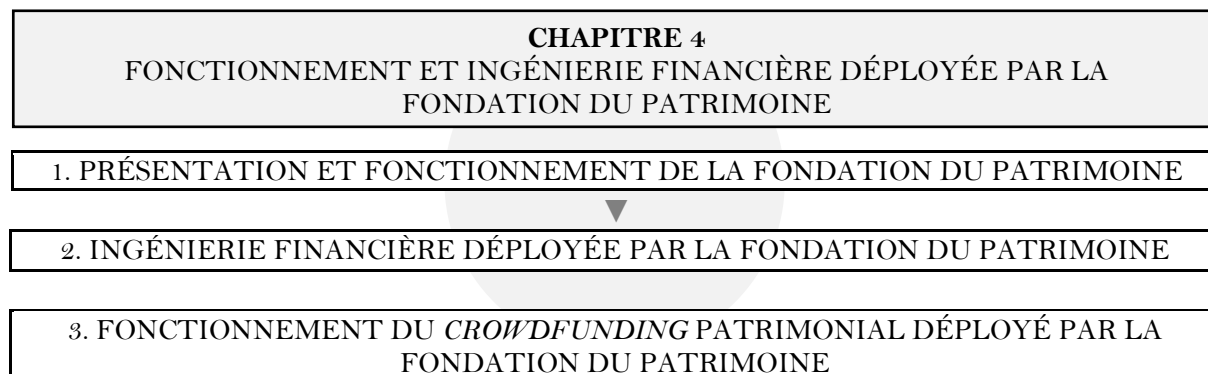 CHAPITRE 4
FONCTIONNEMENT ET INGÉNIERIE FINANCIÈRE DÉPLOYÉE PAR LA
FONDATION DU PATRIMOINE
1. PRÉSENTATION ET FONCTIONNEMENT DE LA FONDATION DU PATRIMOINE
2. INGÉNIERIE FINANCIÈRE DÉPLOYÉE PAR LA FONDATION DU PATRIMOINE
3. FONCTIONNEMENT DU CROWDFUNDING PATRIMONIAL DÉPLOYÉ PAR LA
FONDATION DU PATRIMOINE